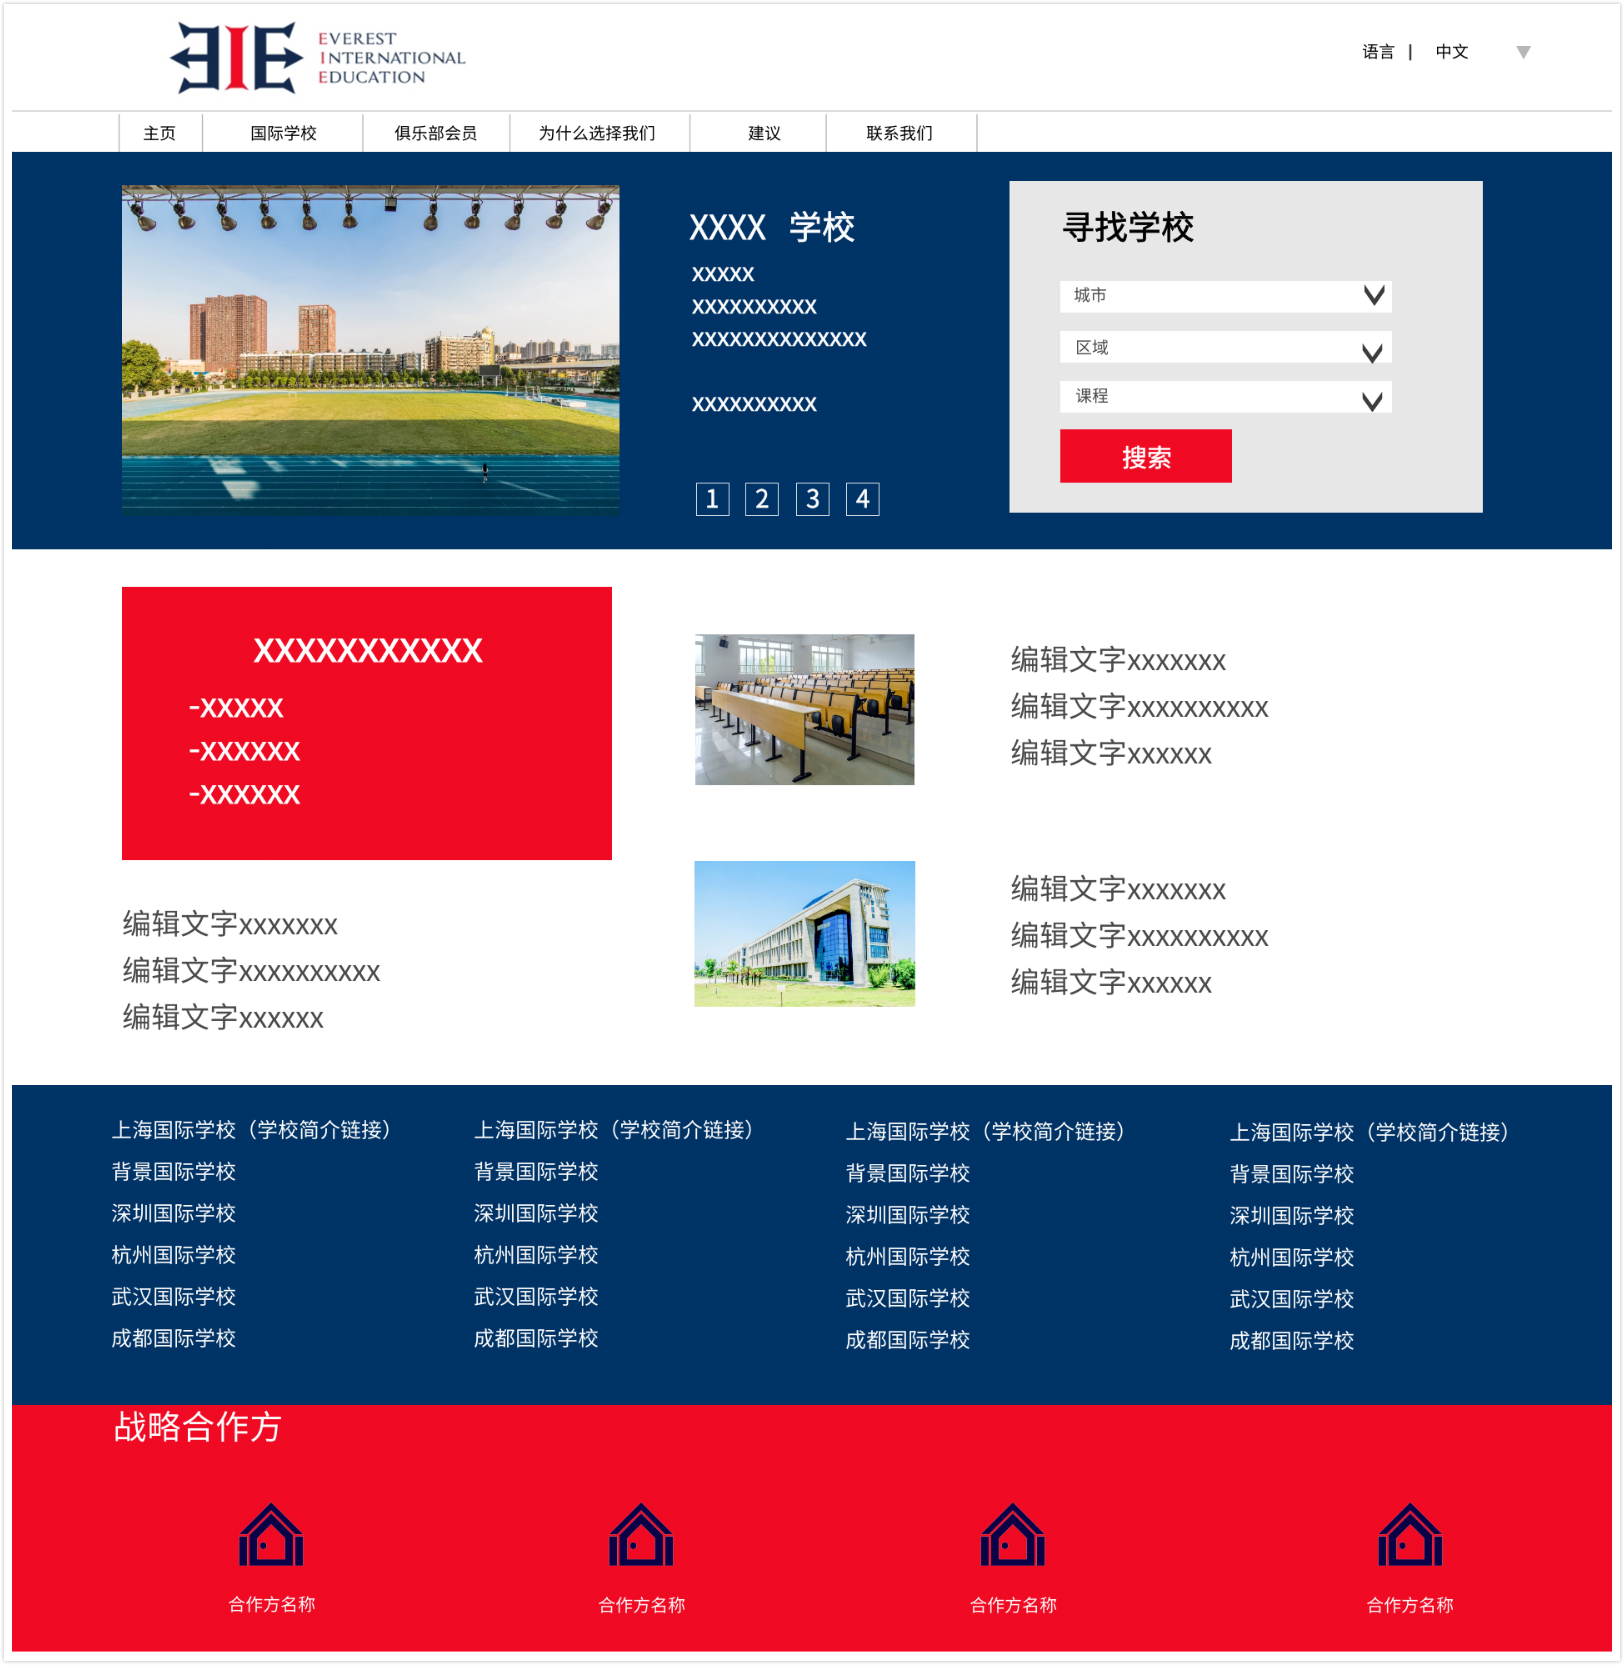 EVEREST
INTERNATIONAL
EDUCATION
语言 | 中文
主页 国际学校 俱乐部会员 为什么选择我们 建议 联系我们
XXXX 学校
XXXXX
XXXXXXXXXX
XXXXXXXXXXXXXX
XXXXXXXXXX
1 2 3 4
寻找学校
城市
区域
课程
搜索
XXXXXXXXXXX
-XXXXX
-XXXXXX
-XXXXXX
编辑文字xxxxxxx
编辑文字xxxxxxxxxx
编辑文字xxxxxx
编辑文字xxxxxxx
编辑文字xxxxxxxxxx
编辑文字xxxxxx
编辑文字xxxxxxx
编辑文字xxxxxxxxxx
编辑文字xxxxxx
上海国际学校（学校简介链接）
背景国际学校
深圳国际学校
杭州国际学校
武汉国际学校
成都国际学校
上海国际学校（学校简介链接）
背景国际学校
深圳国际学校
杭州国际学校
武汉国际学校
成都国际学校
上海国际学校（学校简介链接）
背景国际学校
深圳国际学校
杭州国际学校
武汉国际学校
成都国际学校
上海国际学校（学校简介链接）
背景国际学校
深圳国际学校
杭州国际学校
武汉国际学校
成都国际学校
战略合作方
合作方名称 合作方名称 合作方名称 合作方名称